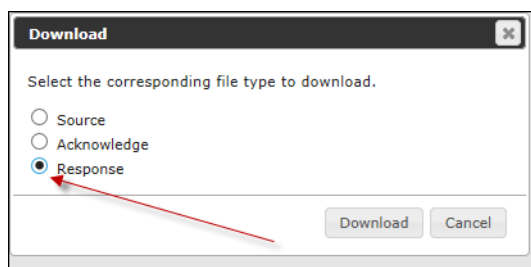 Download
Select the corresponding file type to download.
Source
Acknowledge
Response
Download Cancel